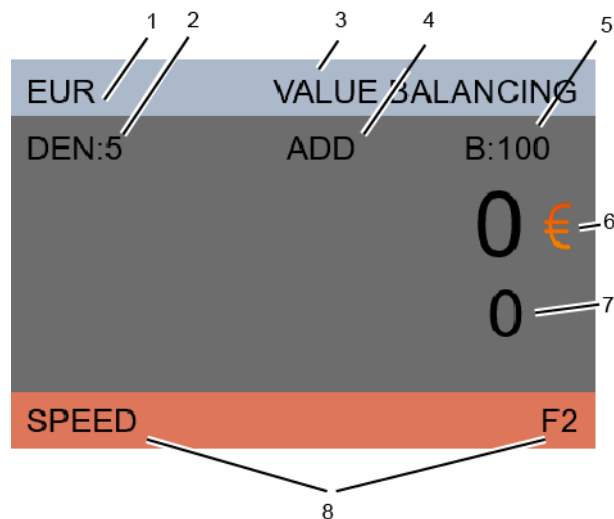 1 2 3 4 5
EUR VALUE BALANCING
DEN:5 ADD B:100
0 € 6
0 7
SPEED F2
8